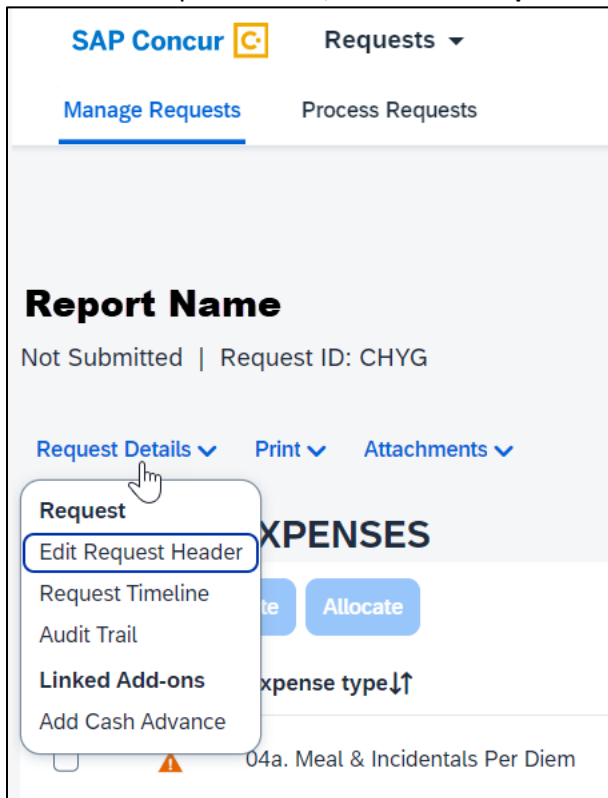 SAP Concur C Requests
Manage Requests Process Requests
Report Name
Not Submitted | Request ID: CHYG
Request Details Print Attachments
Request
Edit Request Header
Request Timeline
Audit Trail
Linked Add-ons
Add Cash Advance
XPENSES
te Allocate
xpense type↓↑
04a. Meal & Incidentals Per Diem